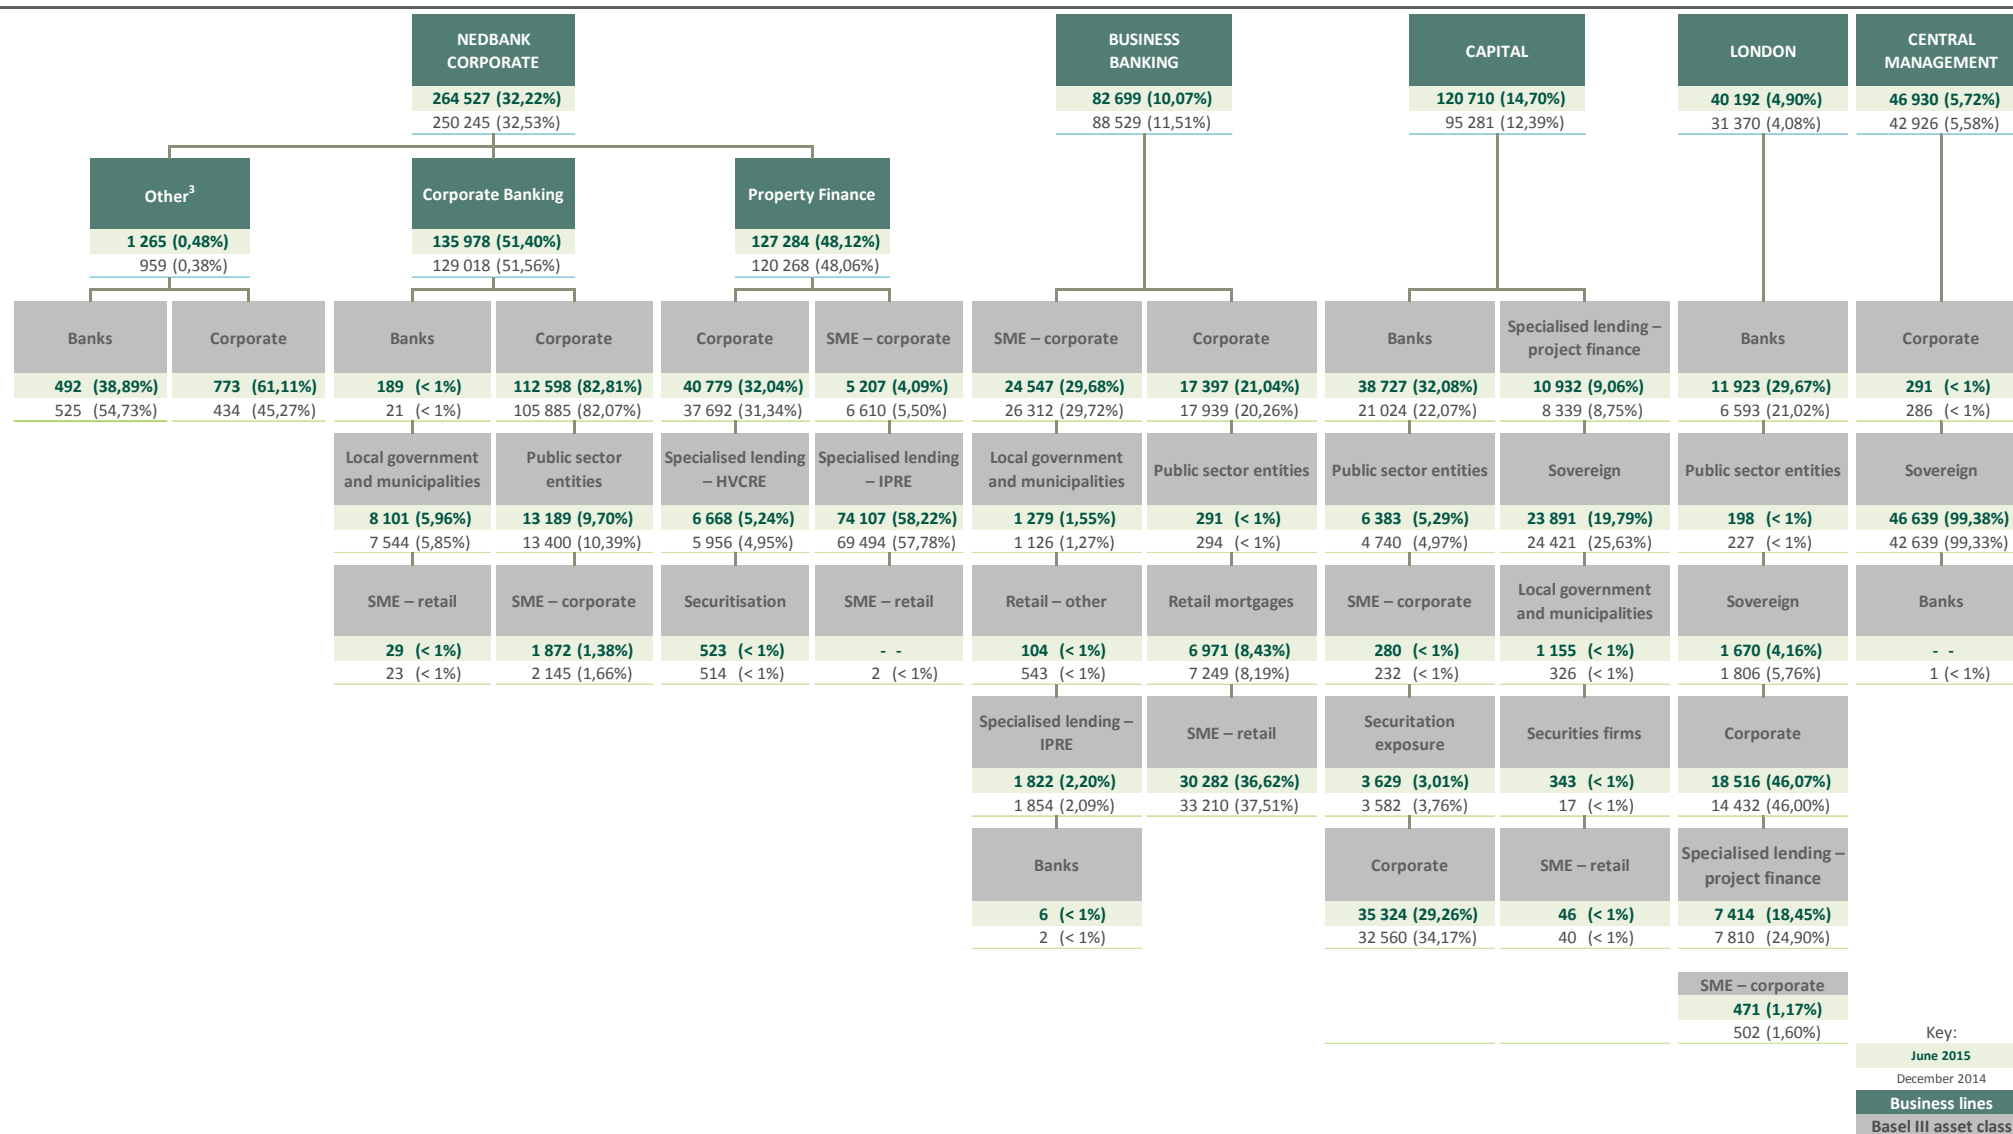 NEDBANK
CORPORATE
264 527 (32,22%)
250 245 (32,53%)
BUSINESS
BANKING
82 699 (10,07%)
88 529 (11,51%)
CAPITAL
120 710 (14,70%)
95 281 (12,39%)
LONDON
40 192 (4,90%)
31 370 (4,08%)
CENTRAL
MANAGEMENT
46 930 (5,72%)
42 926 (5,58%)
Other³
1 265 (0,48%)
959 (0,38%)
Corporate Banking
135 978 (51,40%)
129 018 (51,56%)
Property Finance
127 284 (48,12%)
120 268 (48,06%)
Banks
492 (38,89%)
525 (54,73%)
Corporate
773 (61,11%)
434 (45,27%)
Banks
189 (< 1%)
21 (< 1%)
Corporate
112 598 (82,81%)
105 885 (82,07%)
Corporate
40 779 (32,04%)
37 692 (31,34%)
SME – corporate
5 207 (4,09%)
6 610 (5,50%)
SME – corporate
24 547 (29,68%)
26 312 (29,72%)
Corporate
17 397 (21,04%)
17 939 (20,26%)
Banks
38 727 (32,08%)
21 024 (22,07%)
Specialised lending –
project finance
10 932 (9,06%)
8 339 (8,75%)
Banks
11 923 (29,67%)
6 593 (21,02%)
Corporate
291 (< 1%)
286 (< 1%)
Local government
and municipalities
8 101 (5,96%)
7 544 (5,85%)
Public sector
entities
13 189 (9,70%)
13 400 (10,39%)
Specialised lending
– HVCRE
6 668 (5,24%)
5 956 (4,95%)
Specialised lending
– IPRE
74 107 (58,22%)
69 494 (57,78%)
Local government
and municipalities
1 279 (1,55%)
1 126 (1,27%)
Public sector entities
291 (< 1%)
294 (< 1%)
Public sector entities
6 383 (5,29%)
4 740 (4,97%)
Sovereign
23 891 (19,79%)
24 421 (25,63%)
Public sector entities
198 (< 1%)
227 (< 1%)
Sovereign
46 639 (99,38%)
42 639 (99,33%)
SME – retail
29 (< 1%)
23 (< 1%)
SME – corporate
1 872 (1,38%)
2 145 (1,66%)
Securitisation
523 (< 1%)
514 (< 1%)
SME – retail
- -
2 (< 1%)
Retail – other
104 (< 1%)
543 (< 1%)
Retail mortgages
6 971 (8,43%)
7 249 (8,19%)
SME – corporate
280 (< 1%)
232 (< 1%)
Local government
and municipalities
1 155 (< 1%)
326 (< 1%)
Sovereign
1 670 (4,16%)
1 806 (5,76%)
Banks
- -
1 (< 1%)
Specialised lending –
IPRE
1 822 (2,20%)
1 854 (2,09%)
SME – retail
30 282 (36,62%)
33 210 (37,51%)
Securitation
exposure
3 629 (3,01%)
3 582 (3,76%)
Securities firms
343 (< 1%)
17 (< 1%)
Corporate
18 516 (46,07%)
14 432 (46,00%)
Banks
6 (< 1%)
2 (< 1%)
Corporate
35 324 (29,26%)
32 560 (34,17%)
SME – retail
46 (< 1%)
40 (< 1%)
Specialised lending –
project finance
7 414 (18,45%)
7 810 (24,90%)
SME – corporate
471 (1,17%)
502 (1,60%)
Key:
June 2015
December 2014
Business lines
Basel III asset class